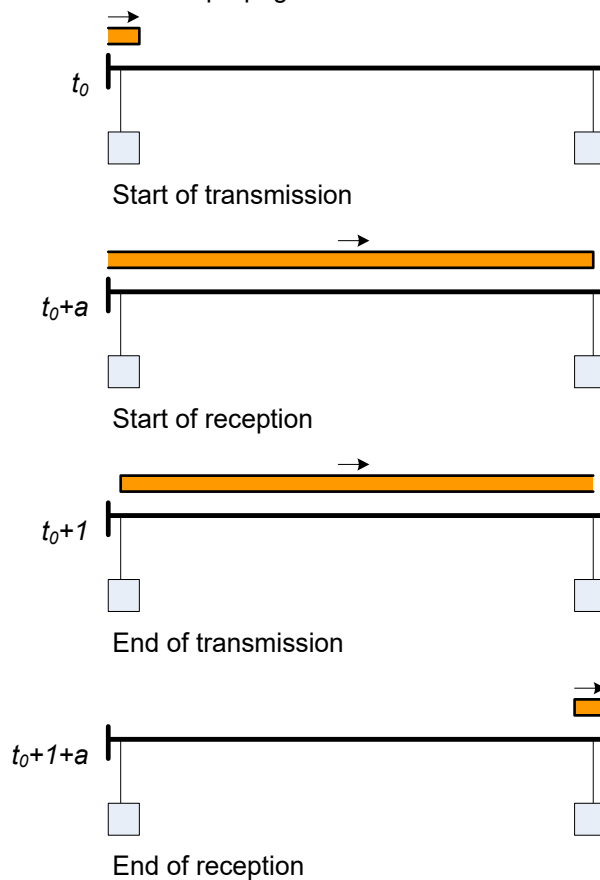 t0
Start of transmission
t0+a
Start of reception
t0+1
End of transmission
t0+1+a
End of reception